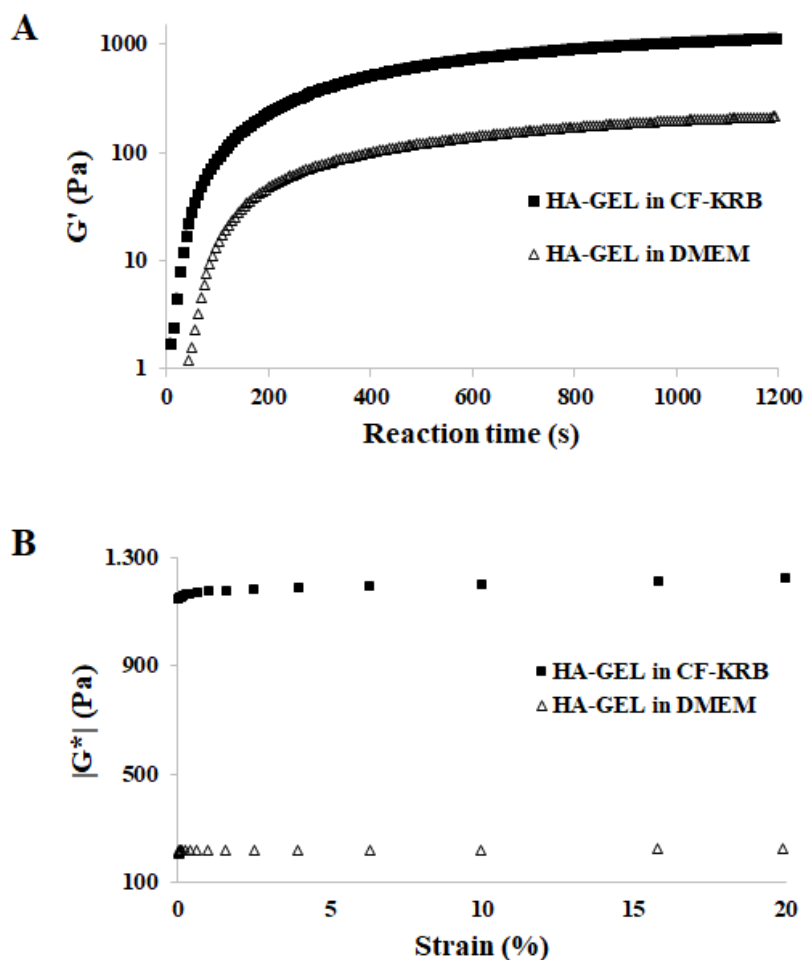 A
1000
100
10
1
G' (Pa)
HA-GEL in CF-KRB
HA-GEL in DMEM
0 200 400 600 800 1000 1200
Reaction time (s)
B
1.300
900
500
100
|G*| (Pa)
HA-GEL in CF-KRB
HA-GEL in DMEM
0 5 10 15 20
Strain (%)